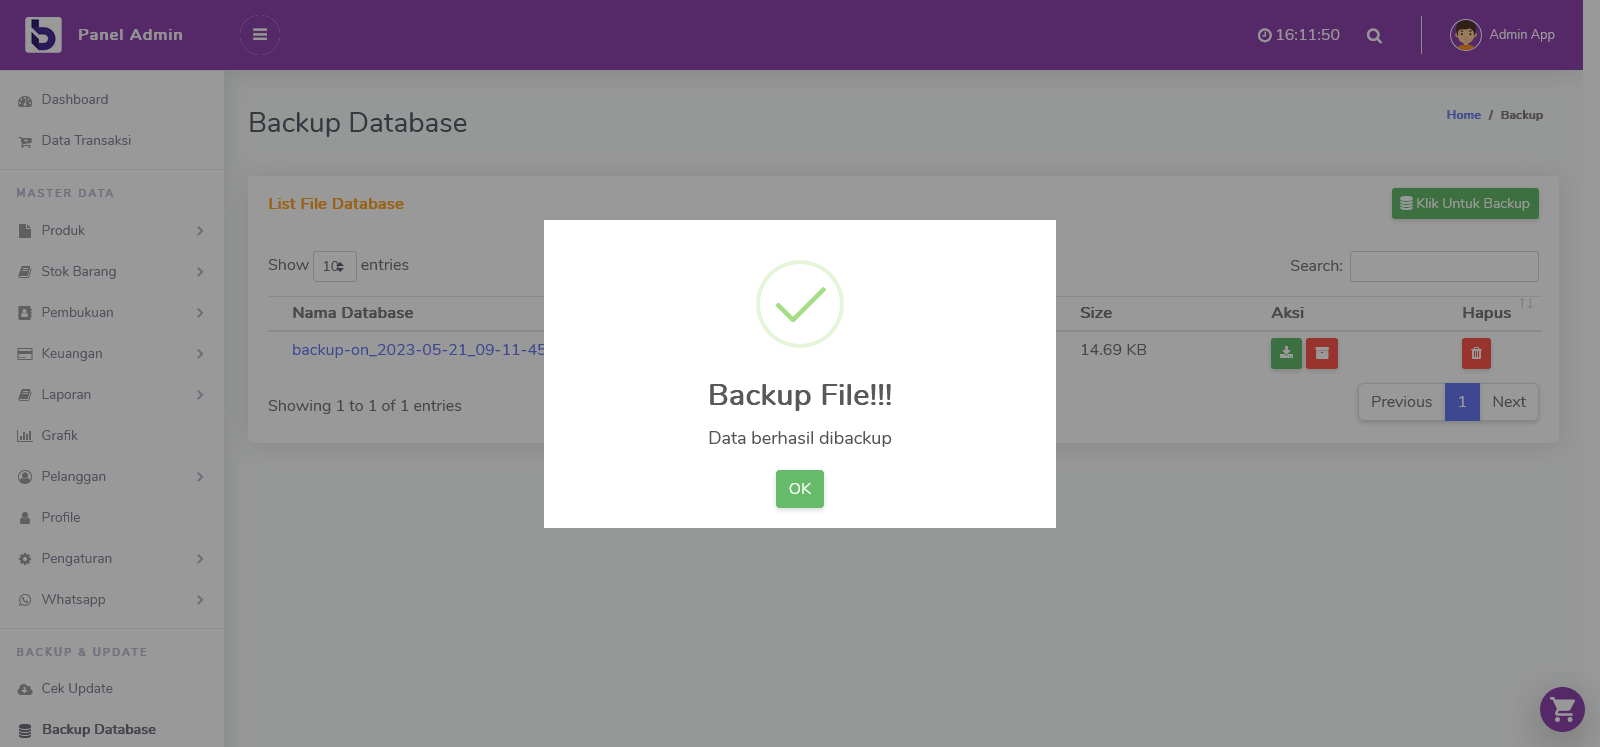 Panel Admin
16:11:50
Admin App
Dashboard
Data Transaksi
MASTER DATA
Produk
Stok Barang
Pembukuan
Keuangan
Laporan
Grafik
Pelanggan
Profile
Pengaturan
Whatsapp
BACKUP & UPDATE
Cek Update
Backup Database
Backup Database
Home / Backup
List File Database
Klik Untuk Backup
Show 10 entries
Search:
Nama Database Size Aksi Hapus
backup-on_2023-05-21_09-11-45 14.69 KB
Showing 1 to 1 of 1 entries
Previous 1 Next
Backup File!!!
Data berhasil dibackup
OK